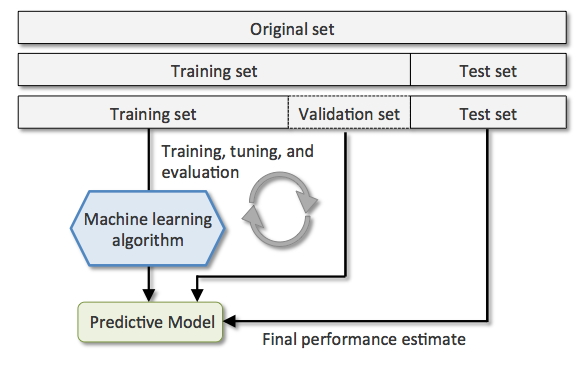 Original set
Training set
Test set
Training set
Validation set
Test set
Training, tuning, and
evaluation
Machine learning
algorithm
Predictive Model
Final performance estimate